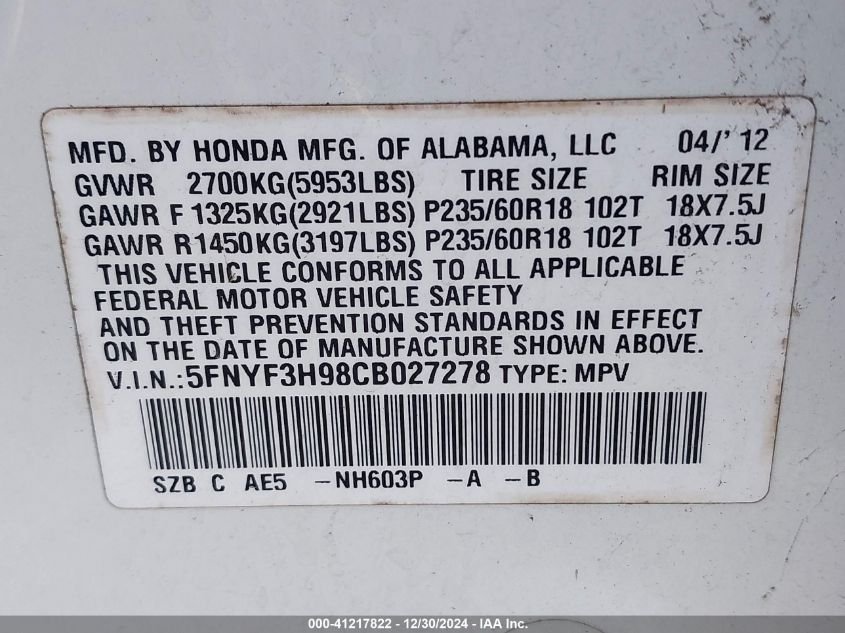 MFD. BY HONDA MFG. OF ALABAMA, LLC 04/'12
GVWR 2700KG(5953LBS) TIRE SIZE RIM SIZE
GAWR F 1325KG(2921LBS) P235/60R18 102T 18X7.5J
GAWR R1450KG(3197LBS) P235/60R18 102T 18X7.5J
THIS VEHICLE CONFORMS TO ALL APPLICABLE
FEDERAL MOTOR VEHICLE SAFETY
AND THEFT PREVENTION STANDARDS IN EFFECT
ON THE DATE OF MANUFACTURE SHOWN ABOVE.
V.I.N.:5FNYF3H98CB027278 TYPE: MPV
SZB C AE5 -NH603P -A -B
000-41217822 - 12/30/2024 - IAA Inc.